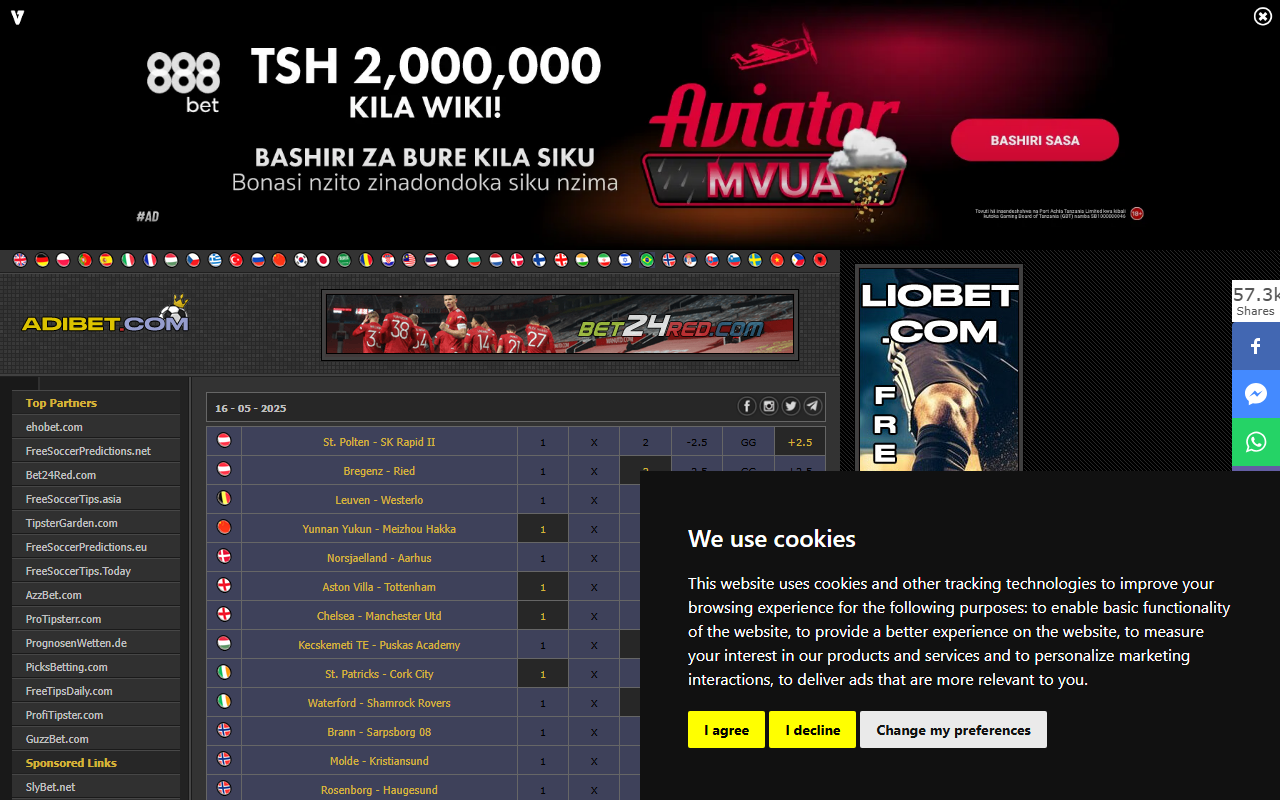 V
888
bet
TSH 2,000,000
KILA WIKI!
BASHIRI ZA BURE KILA SIKU
Bonasi nzito zinadondoka siku nzima
#AD
Aviator
MVUA
BASHIRI SASA
18+
ADIBET.COM
BET24RED.COM
LIOBET
.COM
F
R
E
E
57.3k
Shares
Top Partners
ehobet.com
FreeSoccerPredictions.net
Bet24Red.com
FreeSoccerTips.asia
TipsterGarden.com
FreeSoccerPredictions.eu
FreeSoccerTips.Today
AzzBet.com
ProTipsterr.com
PrognosenWetten.de
PicksBetting.com
FreeTipsDaily.com
ProfiTipster.com
GuzzBet.com
Sponsored Links
SlyBet.net
16 - 05 - 2025
St. Polten - SK Rapid II 1 X 2 -2.5 GG +2.5
Bregenz - Ried 1 X 2 -2.5 GG +2.5
Leuven - Westerlo 1 X
Yunnan Yukun - Meizhou Hakka 1 X
Norsjaelland - Aarhus 1 X
Aston Villa - Tottenham 1 X
Chelsea - Manchester Utd 1 X
Kecskemeti TE - Puskas Academy 1 X
St. Patricks - Cork City 1 X
Waterford - Shamrock Rovers 1 X
Brann - Sarpsborg 08 1 X
Molde - Kristiansund 1 X
Rosenborg - Haugesund 1 X
We use cookies
This website uses cookies and other tracking technologies to improve your
browsing experience for the following purposes: to enable basic functionality
of the website, to provide a better experience on the website, to measure
your interest in our products and services and to personalize marketing
interactions, to deliver ads that are more relevant to you.
I agree
I decline
Change my preferences